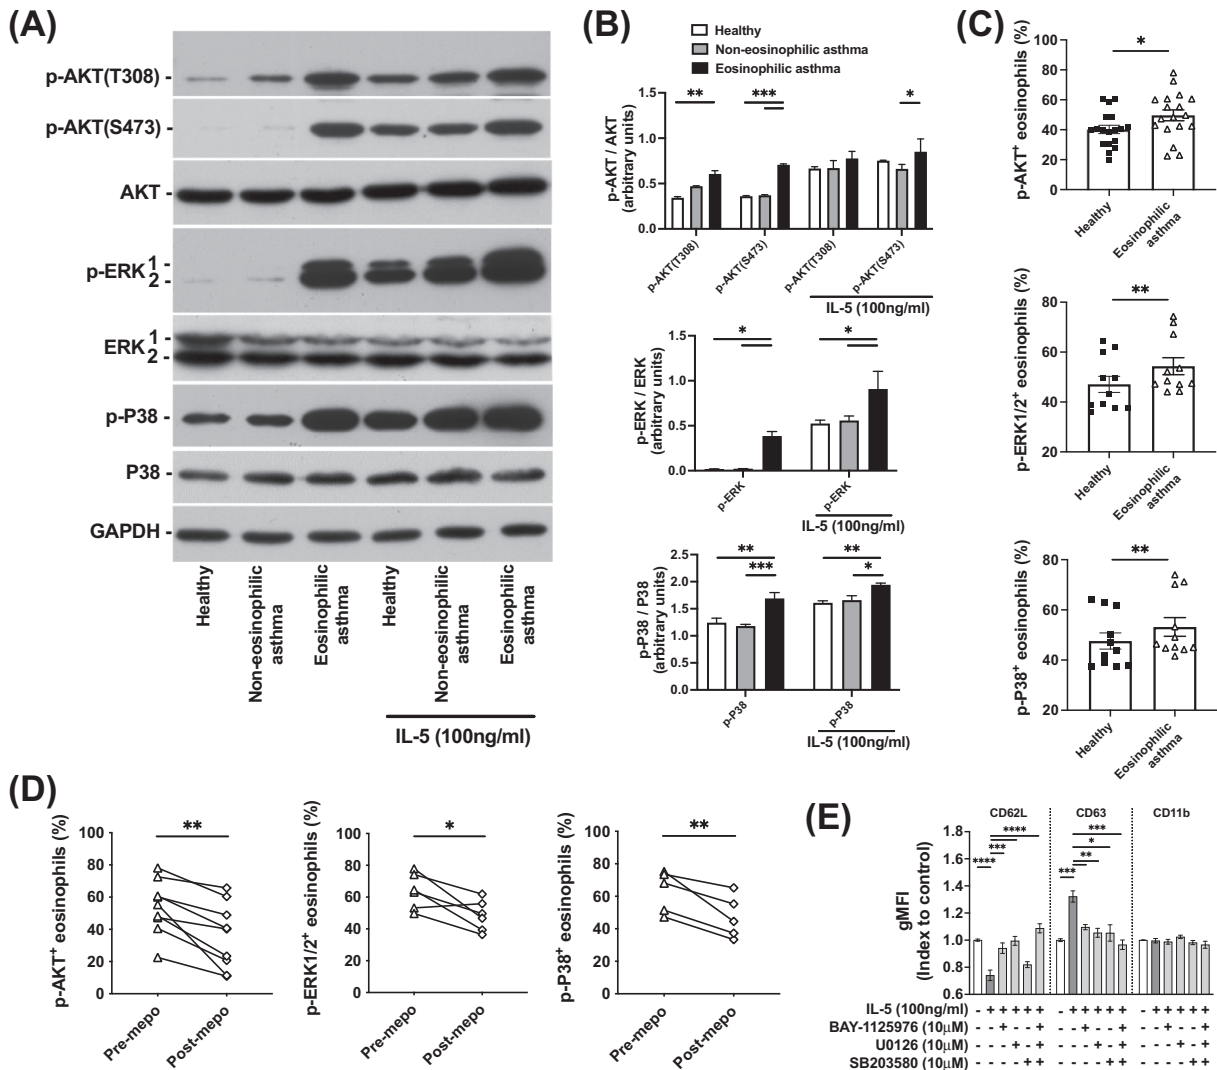 (A)
p-AKT(T308) -
p-AKT(S473) -
AKT -
p-ERK 1 -
2 -
ERK 1 -
2 -
p-P38 -
P38 -
GAPDH -
Healthy
Non-eosinophilic
asthma
Eosinophilic
asthma
Healthy
Non-eosinophilic
asthma
Eosinophilic
asthma
IL-5 (100ng/ml)
(B)
Healthy
Non-eosinophilic asthma
Eosinophilic asthma
p-AKT / AKT
(arbitrary units)
1.5
1.0
0.5
0.0
** *** *
p-AKT(T308)
p-AKT(S473)
p-AKT(T308)
p-AKT(S473)
IL-5 (100ng/ml)
p-ERK / ERK
(arbitrary units)
1.5
1.0
0.5
0.0
* *
p-ERK
p-ERK
IL-5 (100ng/ml)
p-P38 / P38
(arbitrary units)
2.5
2.0
1.5
1.0
0.5
0.0
** **
*** *
p-P38
p-P38
IL-5 (100ng/ml)
(C)
p-AKT+ eosinophils (%)
100
80
60
40
20
0
*
Healthy
Eosinophilic
asthma
p-ERK1/2+ eosinophils (%)
80
60
40
20
**
Healthy
Eosinophilic
asthma
p-P38+ eosinophils (%)
80
60
40
20
**
Healthy
Eosinophilic
asthma
(D)
p-AKT+ eosinophils (%)
100
80
60
40
20
0
**
Pre-mepo
Post-mepo
p-ERK1/2+ eosinophils (%)
100
80
60
40
20
0
*
Pre-mepo
Post-mepo
p-P38+ eosinophils (%)
100
80
60
40
20
0
**
Pre-mepo
Post-mepo
(E)
CD62L CD63 CD11b
gMFI
(Index to control)
1.8
1.6
1.4
1.2
1.0
0.8
0.6
****
***
****
***
*
**
***
IL-5 (100ng/ml) - + + + + + - + + + + + - + + + + +
BAY-1125976 (10μM) - - + - - + - - + - - + - - + - - +
U0126 (10μM) - - - + - + - - - + - + - - - + - +
SB203580 (10μM) - - - - + + - - - - + + - - - - + +